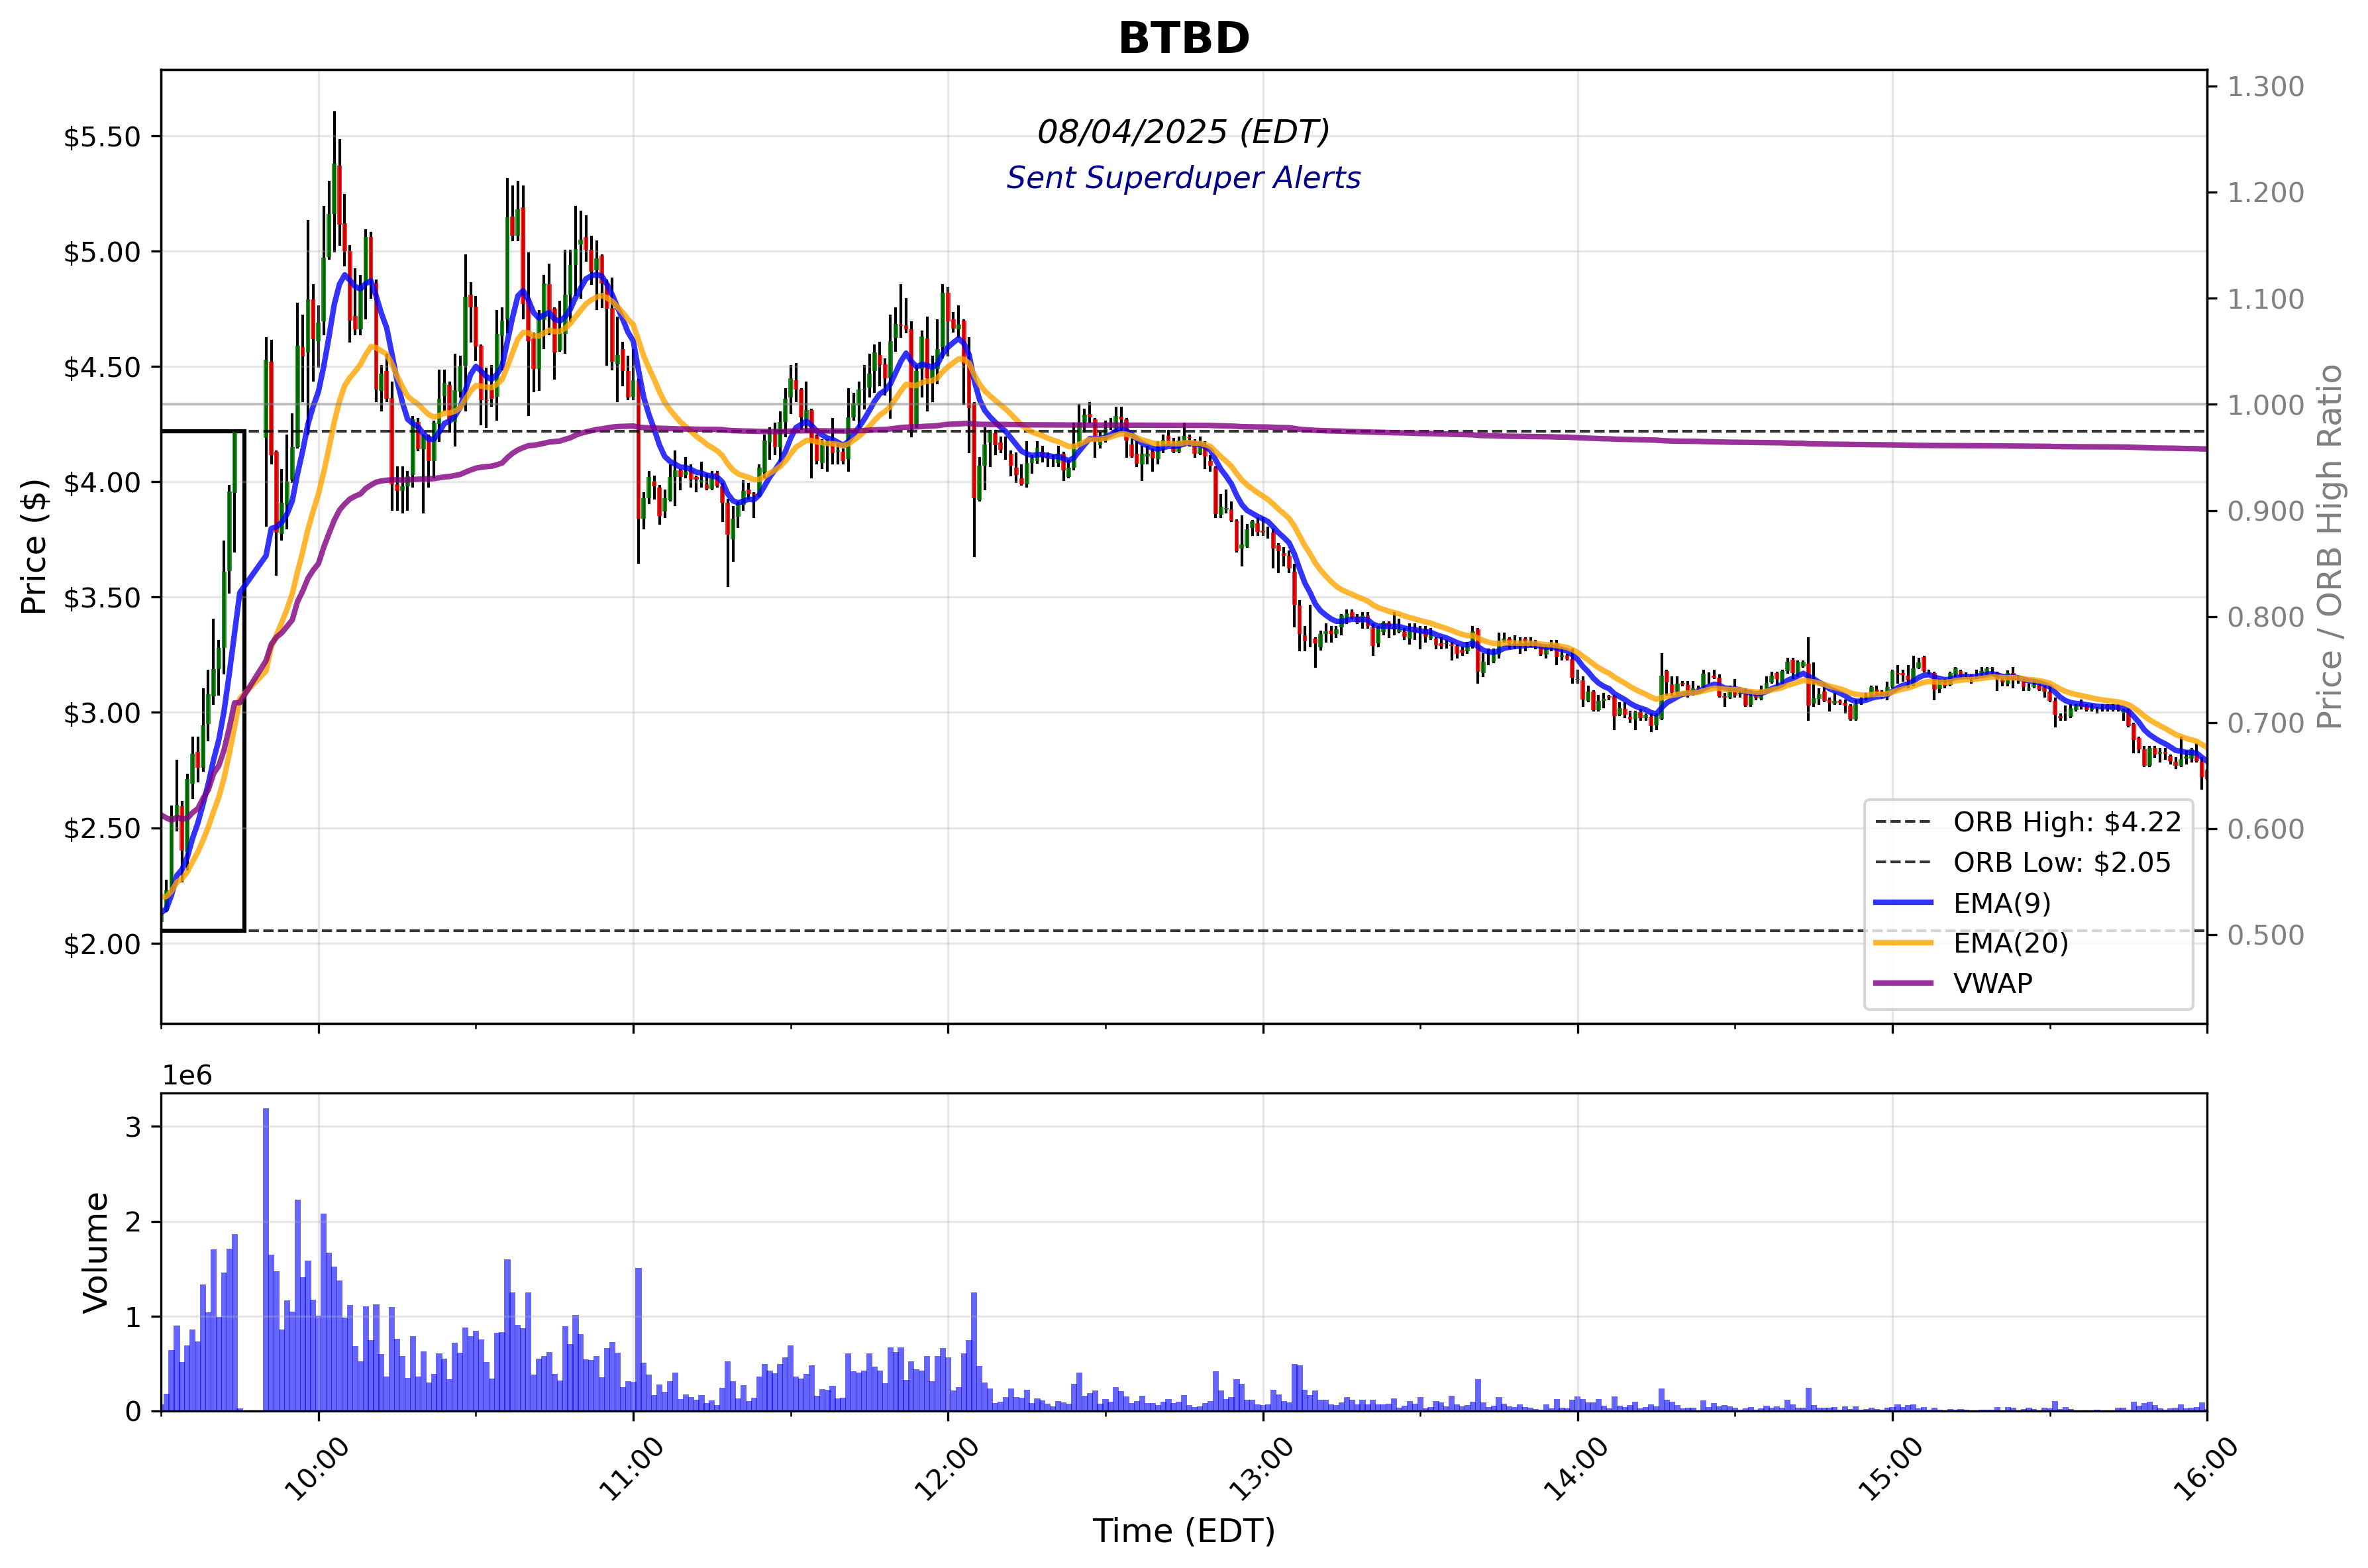 BTBD
08/04/2025 (EDT)
Sent Superduper Alerts
Price ($)
$5.50
$5.00
$4.50
$4.00
$3.50
$3.00
$2.50
$2.00
1.300
1.200
1.100
1.000
0.900
0.800
0.700
0.600
0.500
Price / ORB High Ratio
ORB High: $4.22
ORB Low: $2.05
EMA(9)
EMA(20)
VWAP
1e6
Volume
3
2
1
0
10:00
11:00
12:00
13:00
14:00
15:00
16:00
Time (EDT)